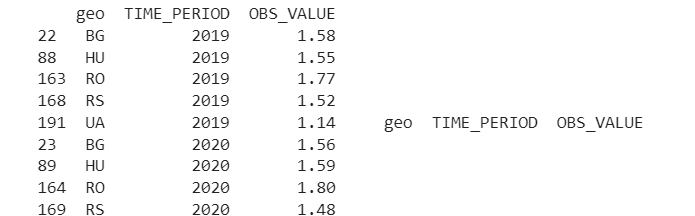 geo TIME_PERIOD OBS_VALUE
22 BG 2019 1.58
88 HU 2019 1.55
163 RO 2019 1.77
168 RS 2019 1.52
191 UA 2019 1.14
23 BG 2020 1.56
89 HU 2020 1.59
164 RO 2020 1.80
169 RS 2020 1.48
geo TIME_PERIOD OBS_VALUE